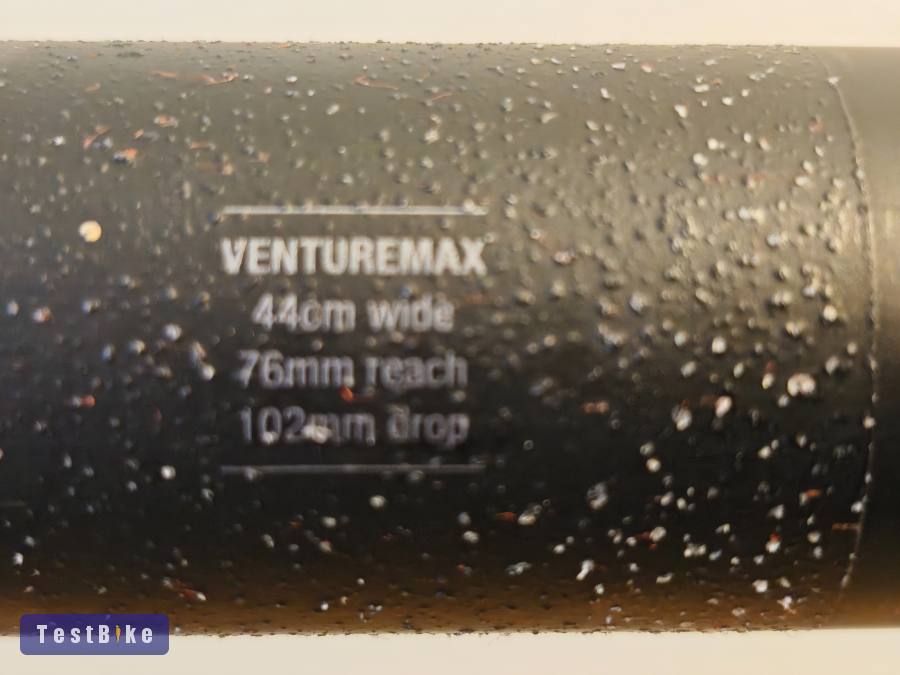 VENTUREMAX
44cm wide
76mm reach
102mm drop
TestBike